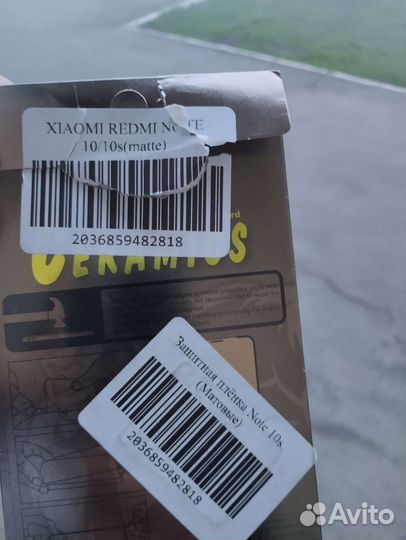 XIAOMI REDMI NOTE
10/10s(matte)
2036859482818
CERAMICS
Защитная плёнка Note 10s
(Матовые)
2036859482818
Avito